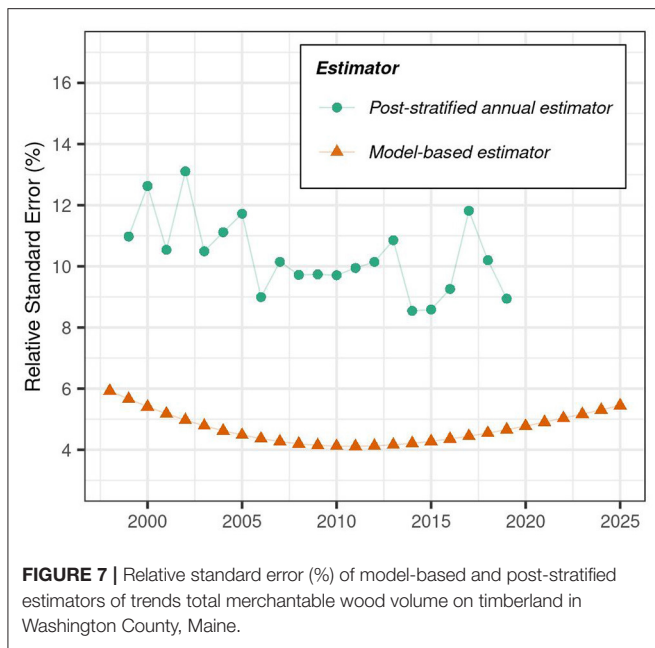 Estimator
Post-stratified annual estimator
Model-based estimator
Relative Standard Error (%)
16
14
12
10
8
6
4
2000
2005
2010
2015
2020
2025
FIGURE 7 | Relative standard error (%) of model-based and post-stratified
estimators of trends total merchantable wood volume on timberland in
Washington County, Maine.